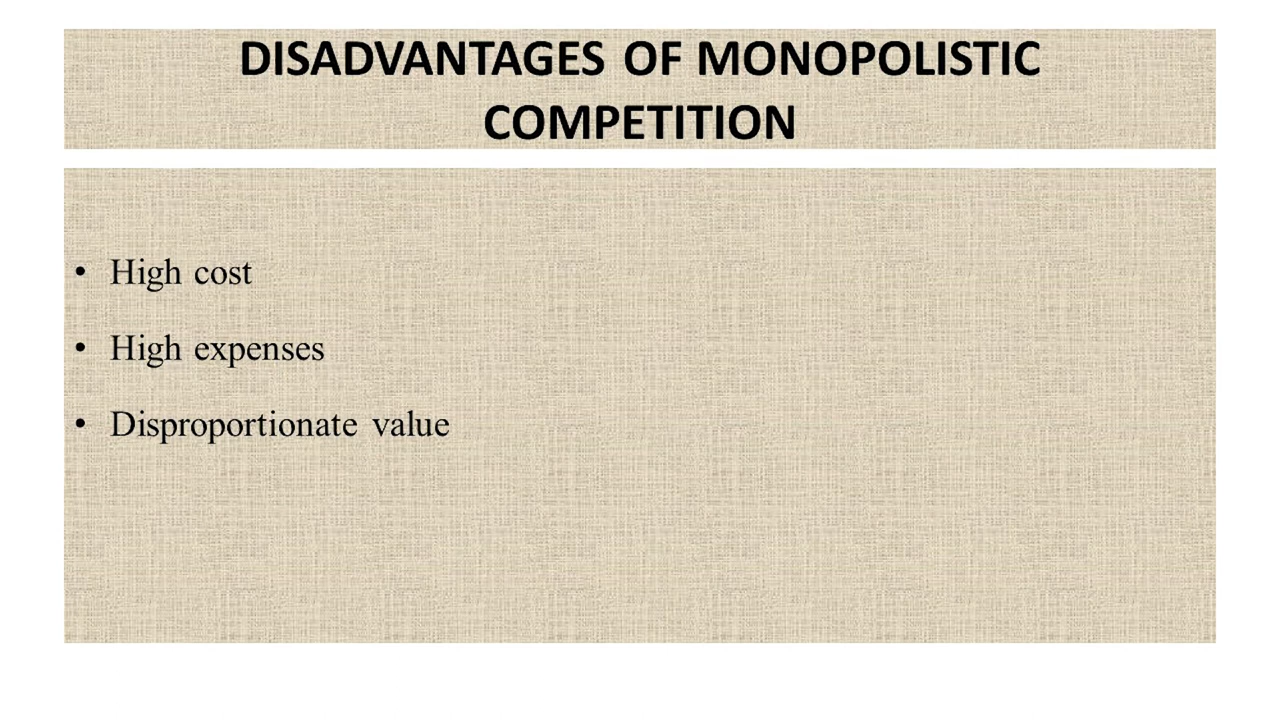 DISADVANTAGES OF MONOPOLISTIC
COMPETITION
• High cost
• High expenses
• Disproportionate value